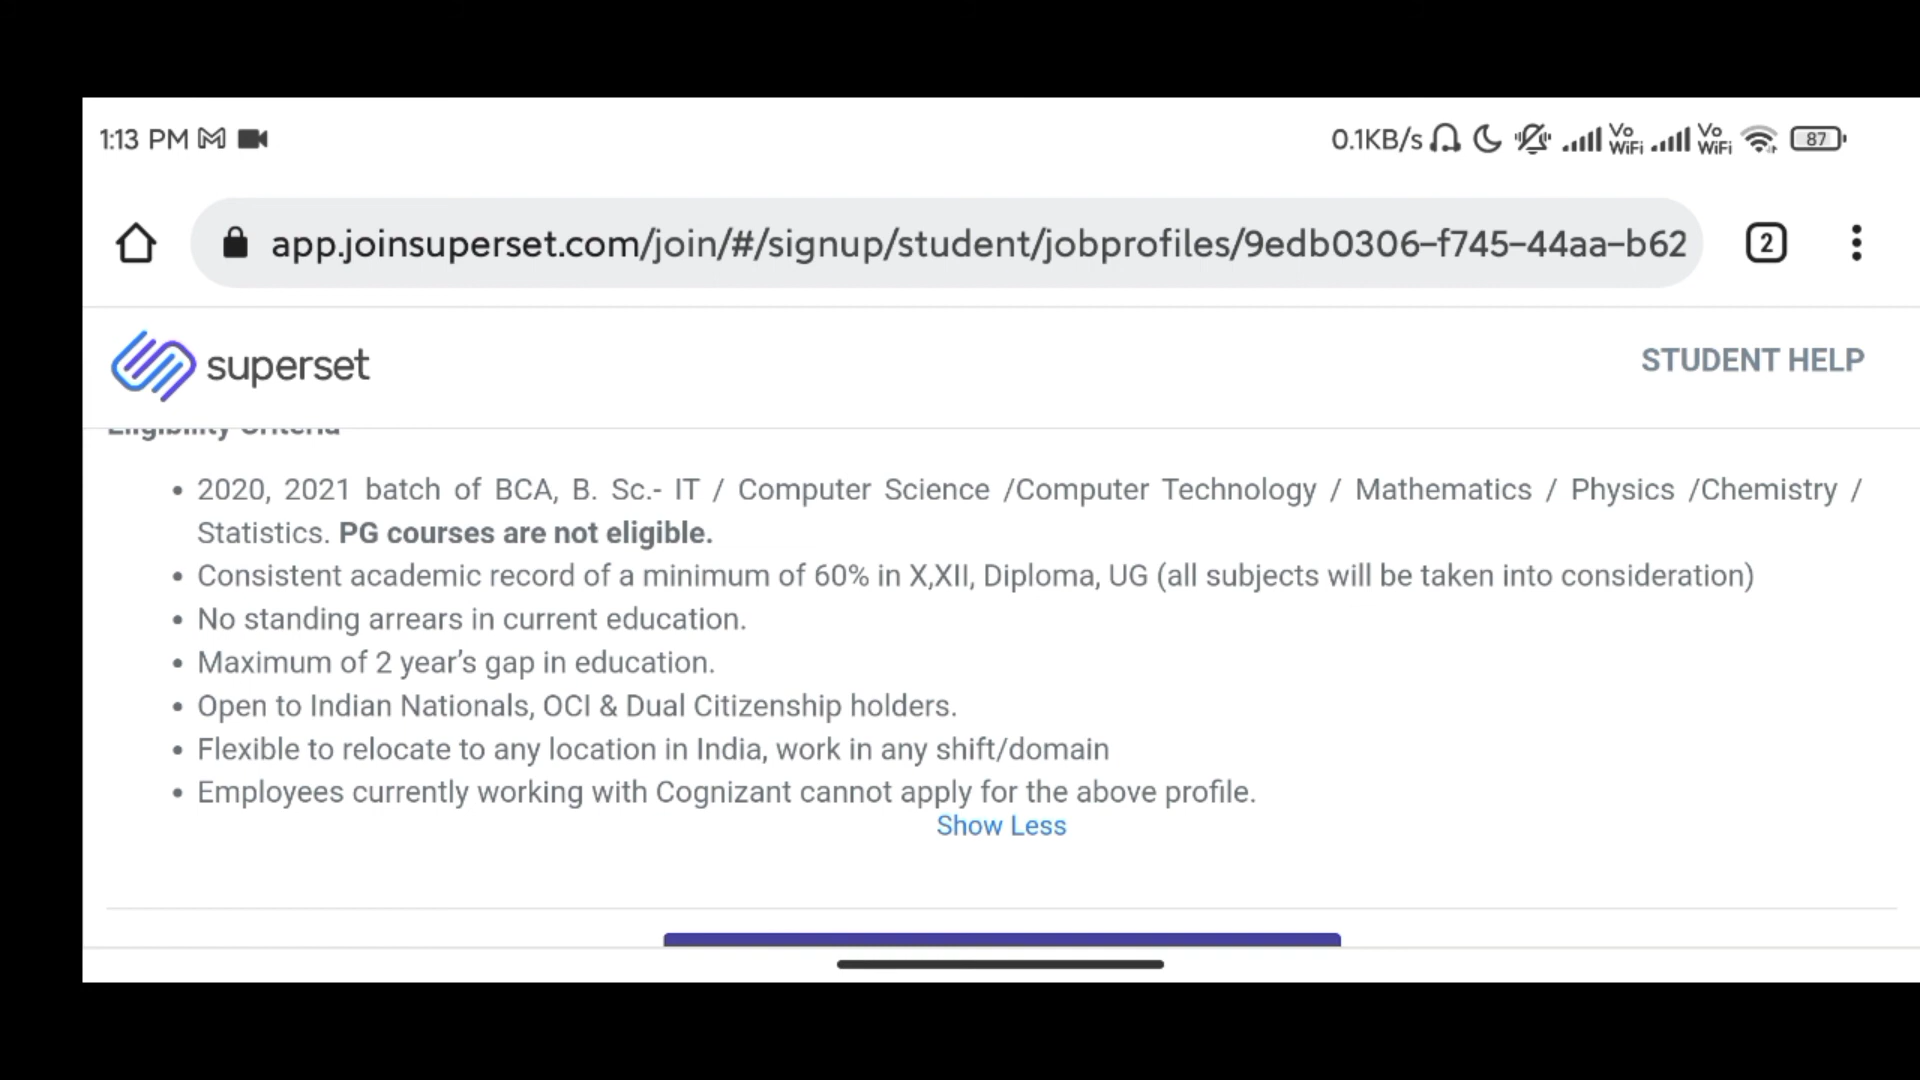 1:13 PM
0.1KB/s Vo WiFi Vo WiFi 87
app.joinsuperset.com/join/#/signup/student/jobprofiles/9edb0306-f745-44aa-b62
2
superset
STUDENT HELP
Eligibility Criteria
• 2020, 2021 batch of BCA, B. Sc.- IT / Computer Science /Computer Technology / Mathematics / Physics /Chemistry /
Statistics. PG courses are not eligible.
• Consistent academic record of a minimum of 60% in X,XII, Diploma, UG (all subjects will be taken into consideration)
• No standing arrears in current education.
• Maximum of 2 year’s gap in education.
• Open to Indian Nationals, OCI & Dual Citizenship holders.
• Flexible to relocate to any location in India, work in any shift/domain
• Employees currently working with Cognizant cannot apply for the above profile.
Show Less